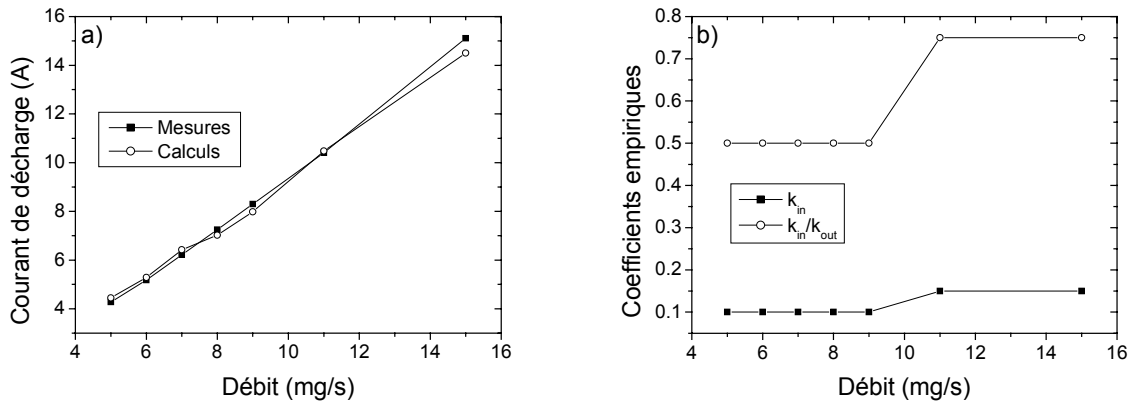 a)
Courant de décharge (A)
16
14
12
10
8
6
4
Mesures
Calculs
4 6 8 10 12 14 16
Débit (mg/s)
b)
Coefficients empiriques
0.8
0.7
0.6
0.5
0.4
0.3
0.2
0.1
k_in
k_in/k_out
4 6 8 10 12 14 16
Débit (mg/s)